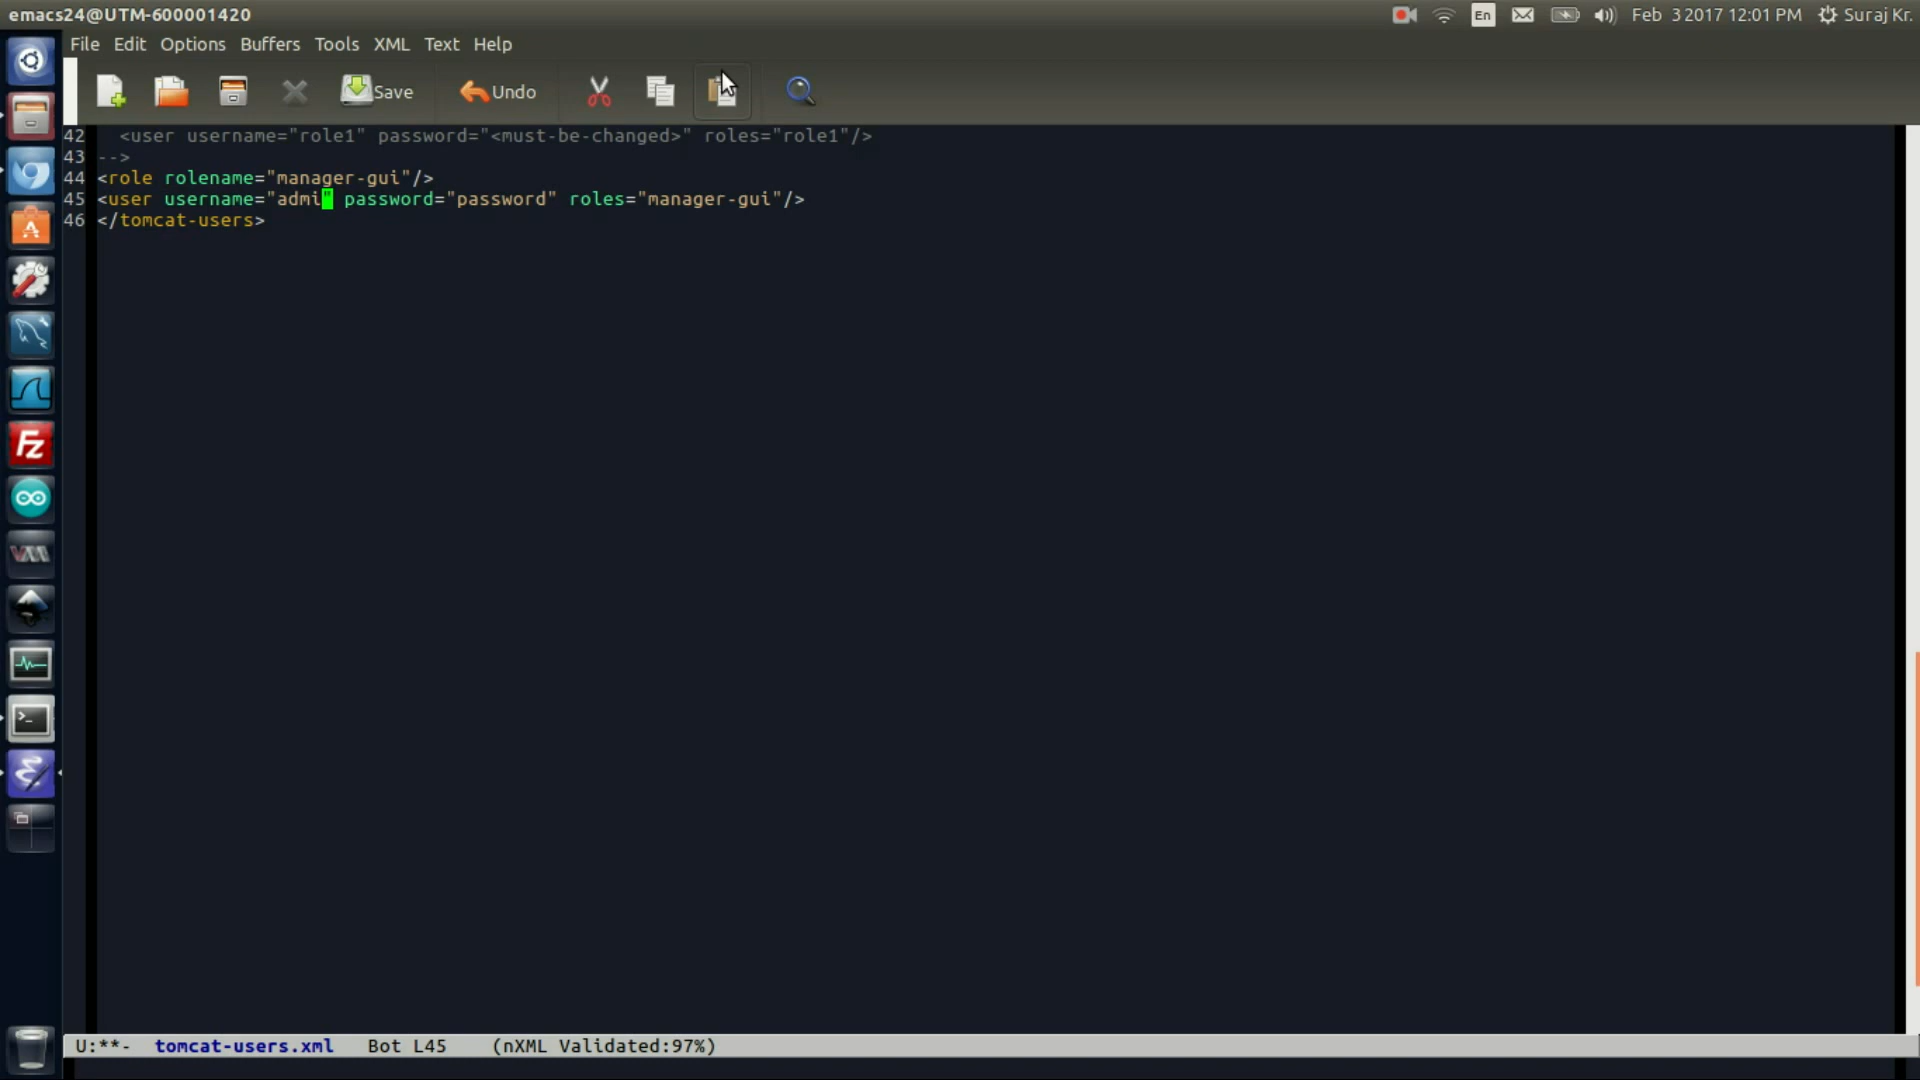 emacs24@UTM-600001420
En
Feb 3 2017 12:01 PM
Suraj Kr.
File Edit Options Buffers Tools XML Text Help
Save
Undo
42 <user username="role1" password="<must-be-changed>" roles="role1"/>
43 -->
44 <role rolename="manager-gui"/>
45 <user username="admi" password="password" roles="manager-gui"/>
46 </tomcat-users>
Fz
U:**- tomcat-users.xml Bot L45 (nXML Validated:97%)